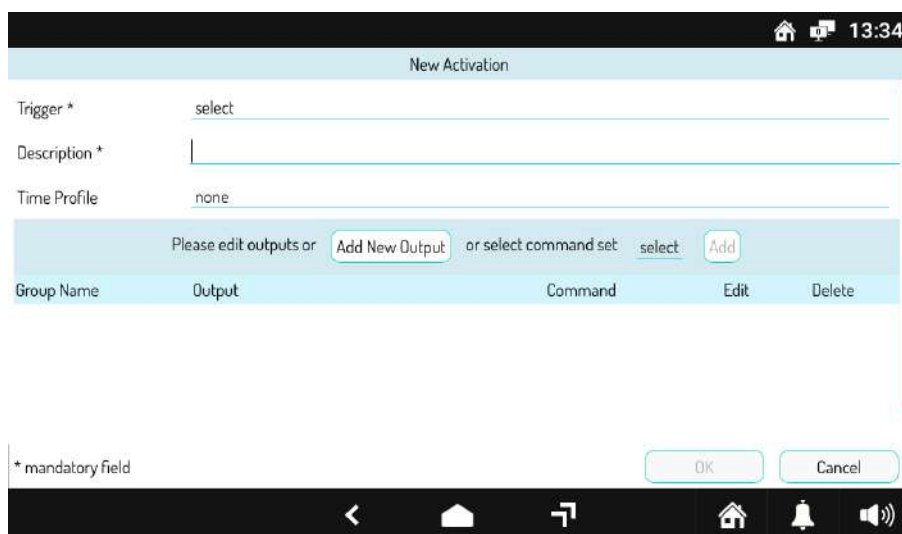 13:34
New Activation
Trigger * select
Description *
Time Profile none
Please edit outputs or Add New Output or select command set select Add
Group Name Output Command Edit Delete
* mandatory field OK Cancel